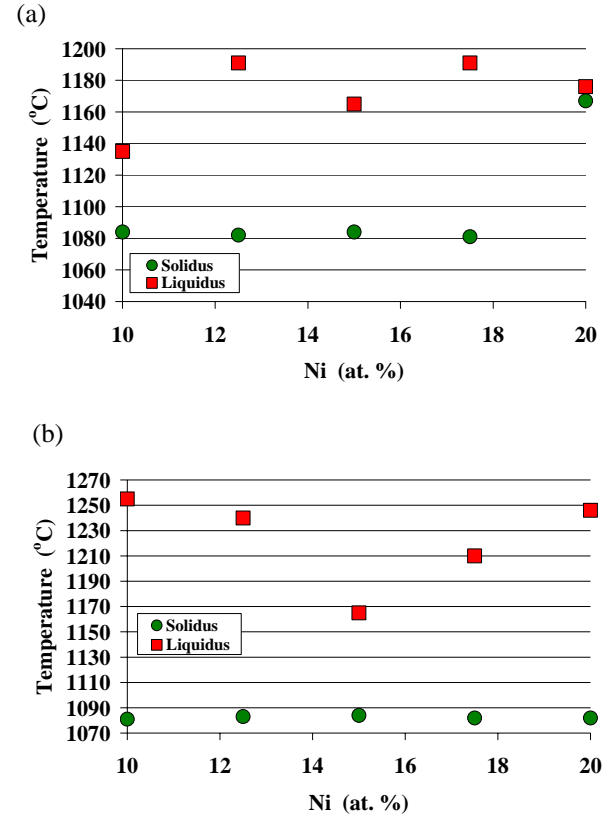 (a)
Temperature (°C)
1200
1180
1160
1140
1120
1100
1080
1060
1040
Solidus
Liquidus
10 12 14 16 18 20
Ni (at. %)
(b)
Temperature (°C)
1270
1250
1230
1210
1190
1170
1150
1130
1110
1090
1070
Solidus
Liquidus
10 12 14 16 18 20
Ni (at. %)